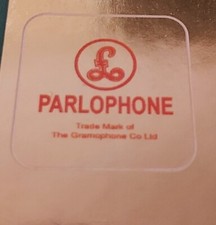 £
PARLOPHONE
Trade Mark of
The Gramophone Co Ltd